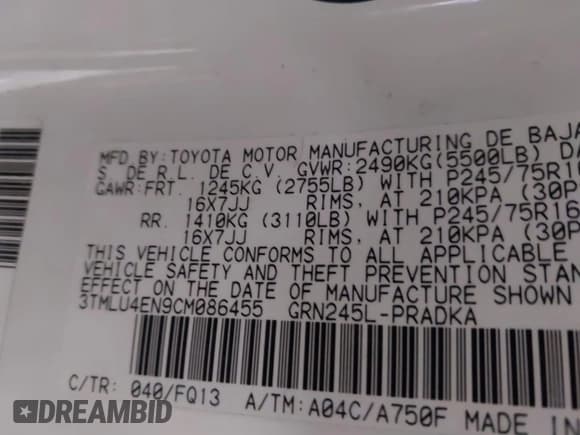 MFD BY: TOYOTA MOTOR MANUFACTURING DE BAJA
S. DE R.L. DE C.V. GVWR:2490KG(5500LB) DA
GAWR:FRT. 1245KG (2755LB) WITH P245/75R16
16X7JJ RIMS, AT 210KPA (30P
RR. 1410KG (3110LB) WITH P245/75R16
16X7JJ RIMS, AT 210KPA (30P
THIS VEHICLE CONFORMS TO ALL APPLICABLE
VEHICLE SAFETY AND THEFT PREVENTION STAN
EFFECT ON THE DATE OF MANUFACTURE SHOWN
3TMLU4EN9CM086455 GRN245L-PRADKA
C/TR: 040/FQ13 A/TM:A04C/A750F MADE IN
DREAMBID